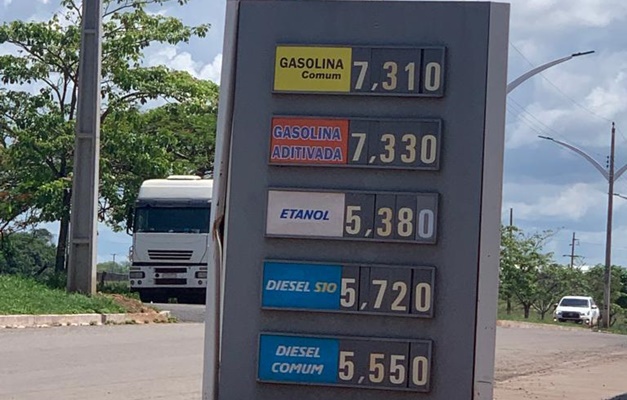 GASOLINA
Comum
7,310
GASOLINA
ADITIVADA
7,330
ETANOL
5,380
DIESEL S10
5,720
DIESEL
COMUM
5,550